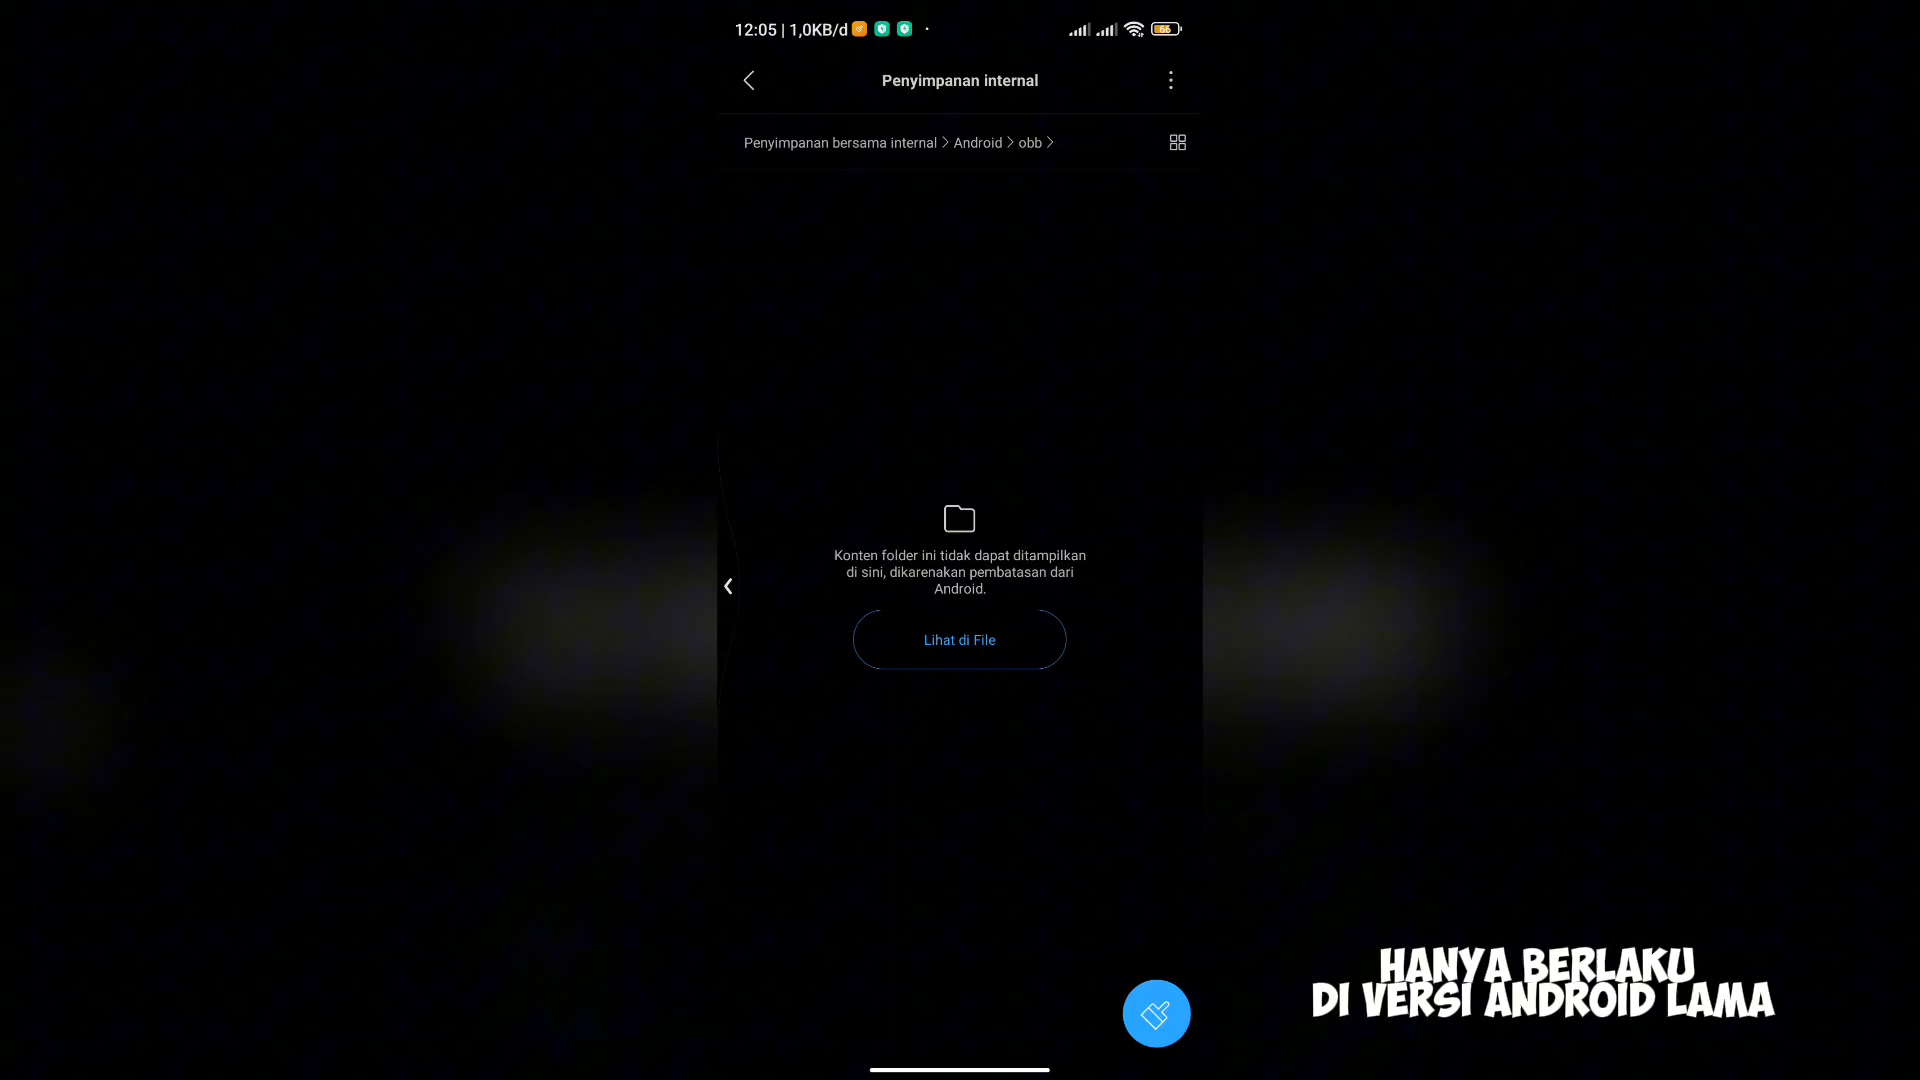 12:05 | 1,0KB/d
66
Penyimpanan internal
Penyimpanan bersama internal > Android > obb >
Konten folder ini tidak dapat ditampilkan
di sini, dikarenakan pembatasan dari
Android.
Lihat di File
HANYA BERLAKU
DI VERSI ANDROID LAMA